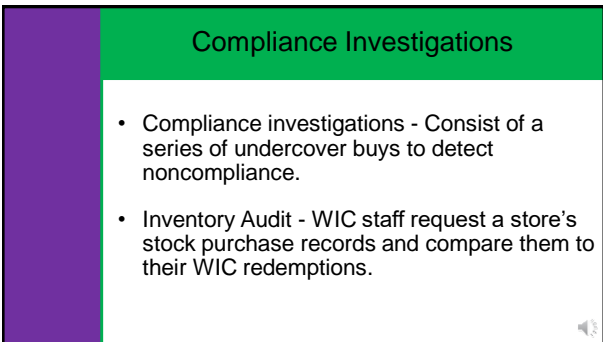 Compliance Investigations
• Compliance investigations - Consist of a
series of undercover buys to detect
noncompliance.
• Inventory Audit - WIC staff request a store's
stock purchase records and compare them to
their WIC redemptions.